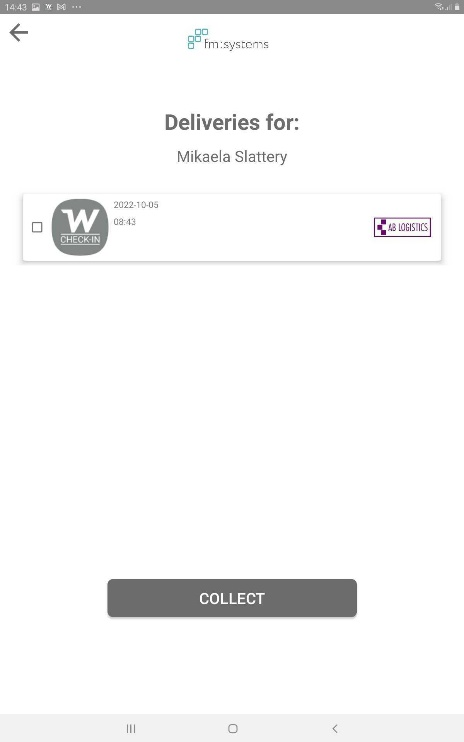 14:43
fm:systems
Deliveries for:
Mikaela Slattery
2022-10-05
08:43
W
CHECK-IN
AB LOGISTICS
COLLECT